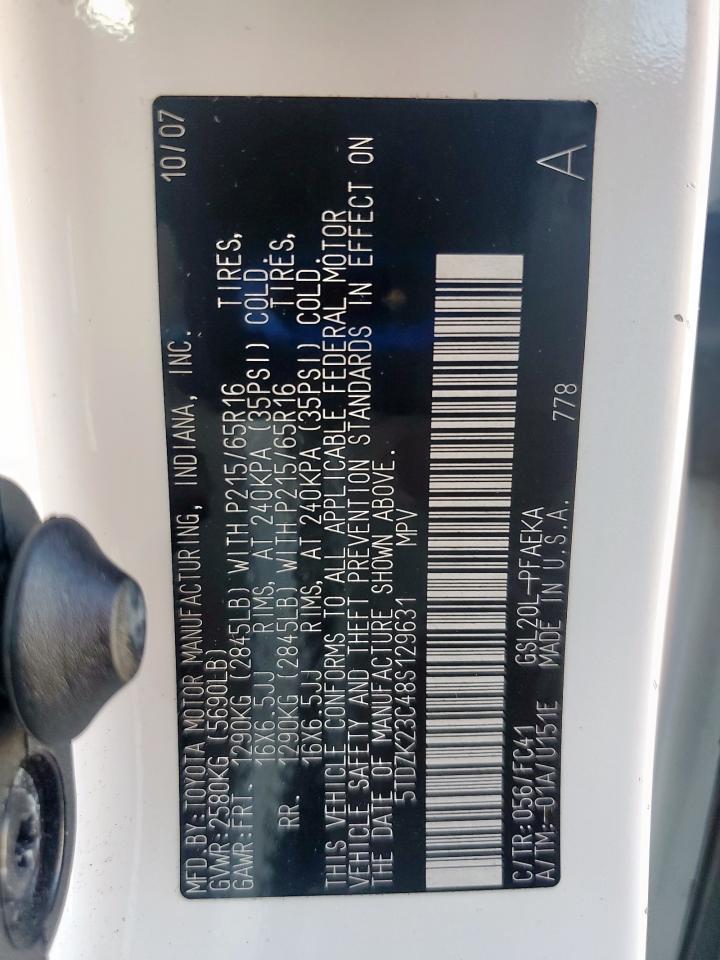 MFD.BY:TOYOTA MOTOR MANUFACTURING, INDIANA, INC. 10/07
GVWR:2580KG (5690LB)
GAWR:FRT. 1290KG (2845LB) WITH P215/65R16 TIRES,
16X6.5JJ RIMS, AT 240KPA (35PSI) COLD.
RR. 1290KG (2845LB) WITH P215/65R16 TIRES,
16X6.5JJ RIMS, AT 240KPA (35PSI) COLD.
THIS VEHICLE CONFORMS TO ALL APPLICABLE FEDERAL MOTOR
VEHICLE SAFETY AND THEFT PREVENTION STANDARDS IN EFFECT ON
THE DATE OF MANUFACTURE SHOWN ABOVE.
5TDZK23C48S129631 MPV
C/TR:056/FC41 GSL20L-PFAEKA 778 A
A/TM:-01A/U151E MADE IN U.S.A.